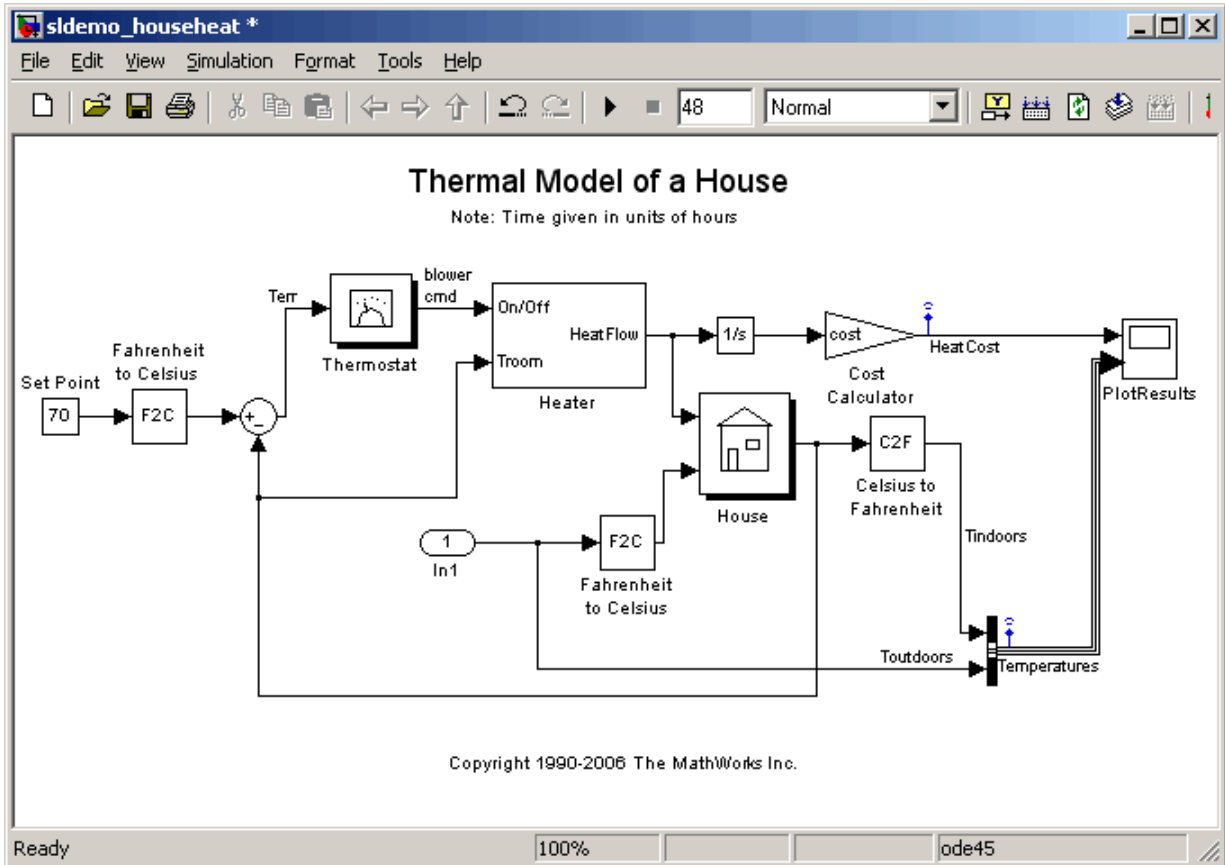 sldemo_househeat *
File Edit View Simulation Format Tools Help
48 Normal
Thermal Model of a House
Note: Time given in units of hours
Set Point
70
Fahrenheit
to Celsius
F2C
+-
Terr
Thermostat
blower
cmd
On/Off
HeatFlow
Troom
Heater
1/s
cost
Cost
Calculator
HeatCost
PlotResults
House
C2F
Celsius to
Fahrenheit
1
In1
F2C
Fahrenheit
to Celsius
Tindoors
Toutdoors
Temperatures
Copyright 1990-2006 The MathWorks Inc.
Ready 100% ode45